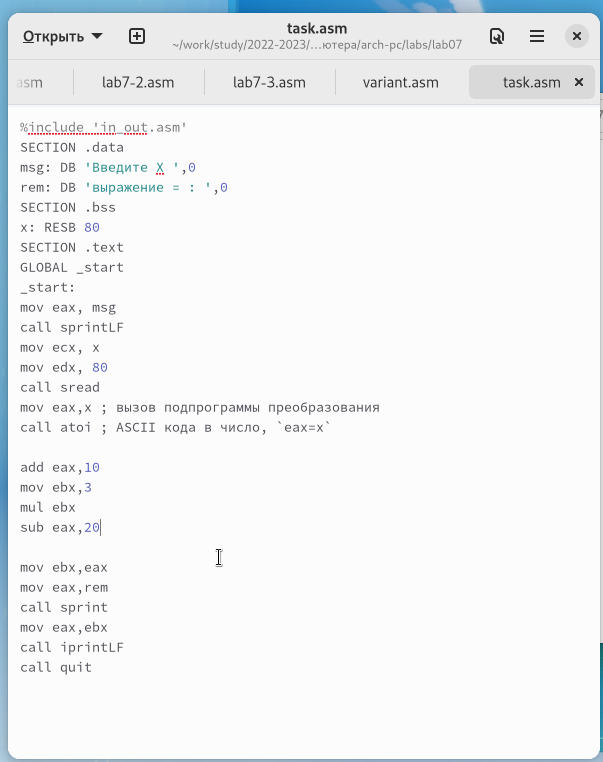 Открыть
task.asm
~/work/study/2022-2023/…ютера/arch-pc/labs/lab07
asm
lab7-2.asm
lab7-3.asm
variant.asm
task.asm
%include 'in_out.asm'
SECTION .data
msg: DB 'Введите X ',0
rem: DB 'выражение = : ',0
SECTION .bss
x: RESB 80
SECTION .text
GLOBAL _start
_start:
mov eax, msg
call sprintLF
mov ecx, x
mov edx, 80
call sread
mov eax,x ; вызов подпрограммы преобразования
call atoi ; ASCII кода в число, `eax=x`
add eax,10
mov ebx,3
mul ebx
sub eax,20
mov ebx,eax
mov eax,rem
call sprint
mov eax,ebx
call iprintLF
call quit